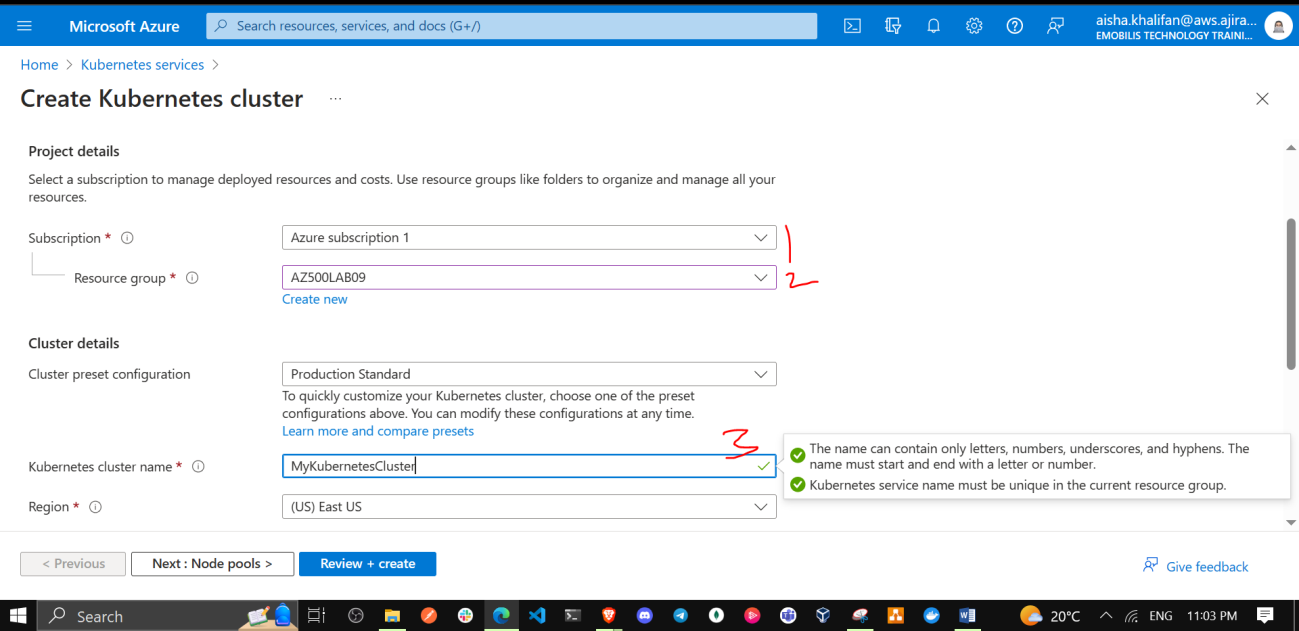 Microsoft Azure
Search resources, services, and docs (G+/)
aisha.khalifan@aws.ajira...
EMOBILIS TECHNOLOGY TRAINI...
Home > Kubernetes services >
Create Kubernetes cluster ...
Project details
Select a subscription to manage deployed resources and costs. Use resource groups like folders to organize and manage all your
resources.
Subscription *
Azure subscription 1
1
Resource group *
AZ500LAB09
2
Create new
Cluster details
Cluster preset configuration
Production Standard
To quickly customize your Kubernetes cluster, choose one of the preset
configurations above. You can modify these configurations at any time.
Learn more and compare presets
3
Kubernetes cluster name *
MyKubernetesCluster
The name can contain only letters, numbers, underscores, and hyphens. The
name must start and end with a letter or number.
Kubernetes service name must be unique in the current resource group.
Region *
(US) East US
< Previous
Next : Node pools >
Review + create
Give feedback
Search
20°C
ENG
11:03 PM